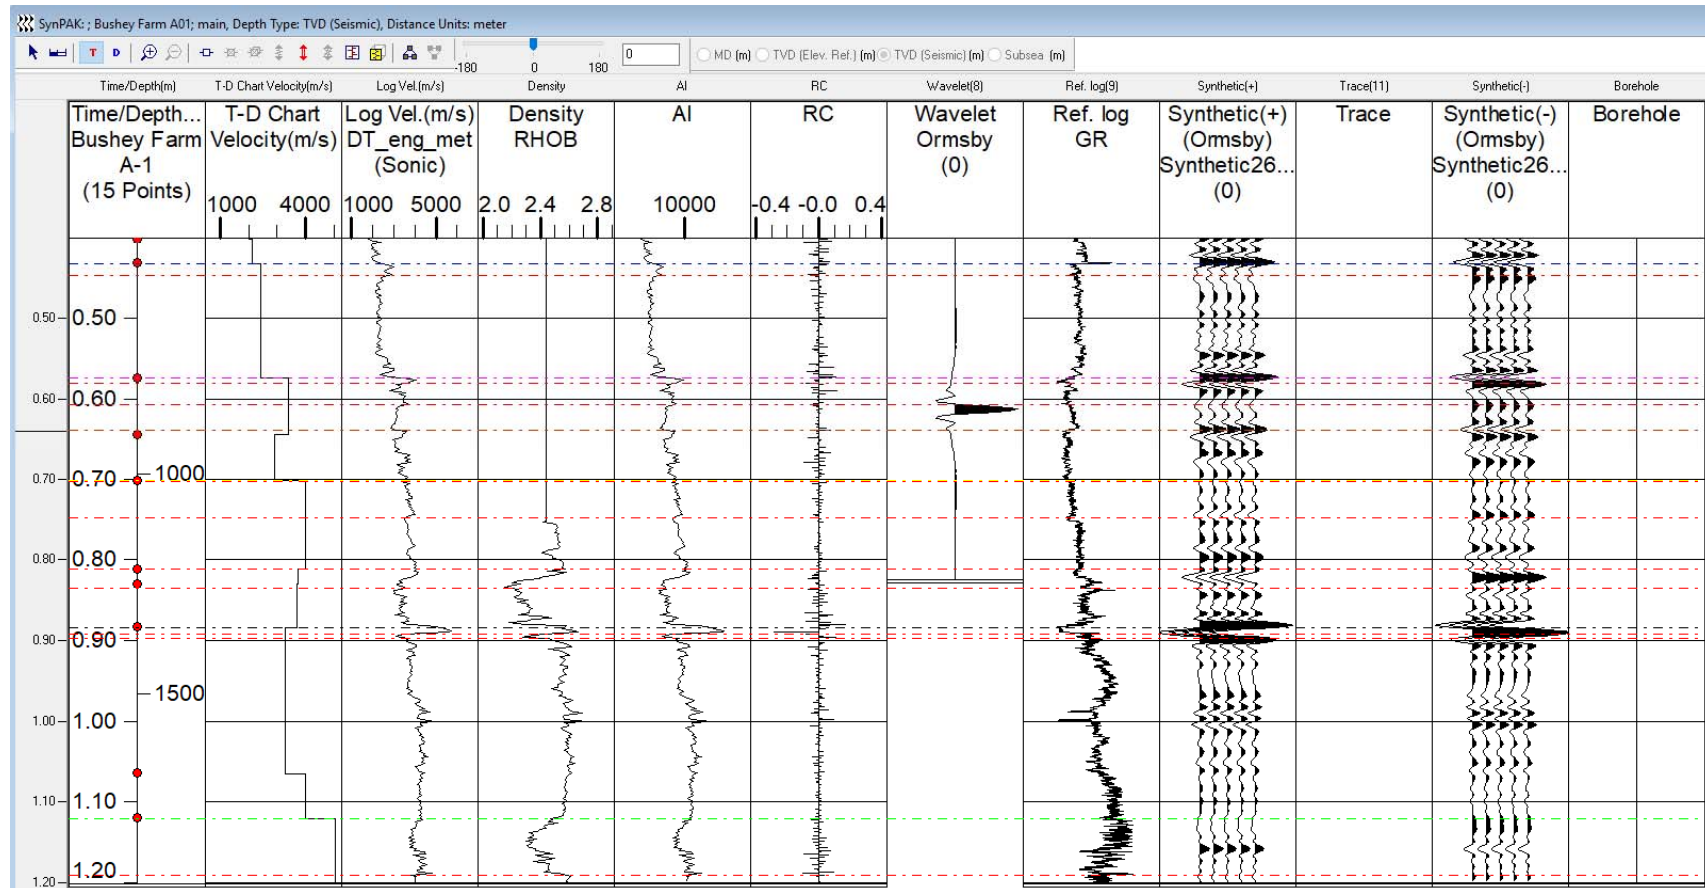 SynPAK: ; Bushey Farm A01; main, Depth Type: TVD (Seismic), Distance Units: meter
T D -180 0 180 0 MD (m) TVD (Elev. Ref.) (m) TVD (Seismic) (m) Subsea (m)
Time/Depth(m) T-D Chart Velocity(m/s) Log Vel.(m/s) Density AI RC Wavelet(8) Ref. log(9) Synthetic(+) Trace(11) Synthetic(-) Borehole
Time/Depth... T-D Chart Log Vel.(m/s) Density AI RC Wavelet Ref. log Synthetic(+) Trace Synthetic(-) Borehole
Bushey Farm Velocity(m/s) DT_eng_met RHOB Ormsby GR (Ormsby) (Ormsby)
A-1 (Sonic) (0) Synthetic26... Synthetic26...
(15 Points) (0) (0)
1000 4000 1000 5000 2.0 2.4 2.8 10000 -0.4 -0.0 0.4
0.50 0.50
0.60 0.60
1000
0.70 0.70
0.80 0.80
0.90 0.90
1500
1.00 1.00
1.10 1.10
1.20 1.20